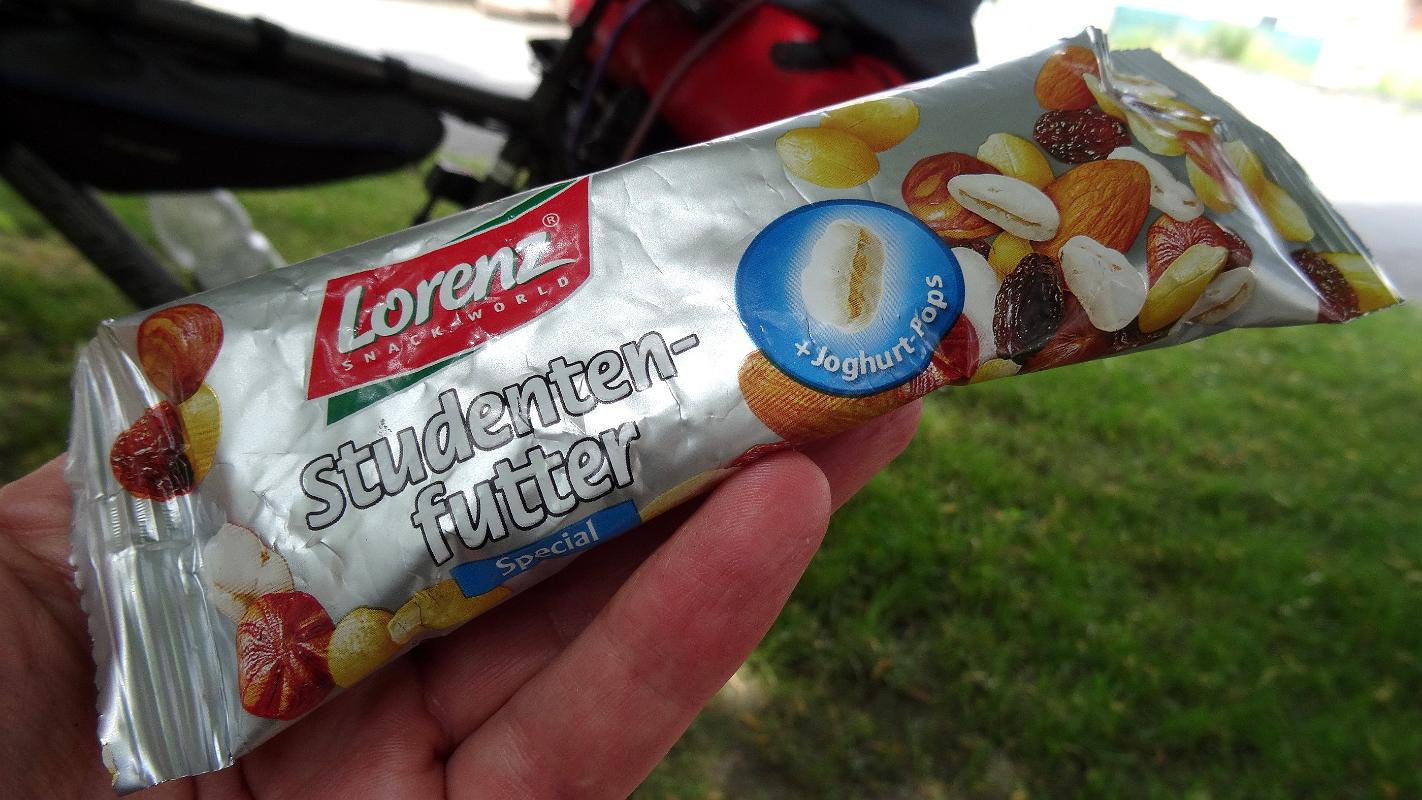 Lorenz®
SNACK-WORLD
Studenten-
futter
Special
+Joghurt-Pops